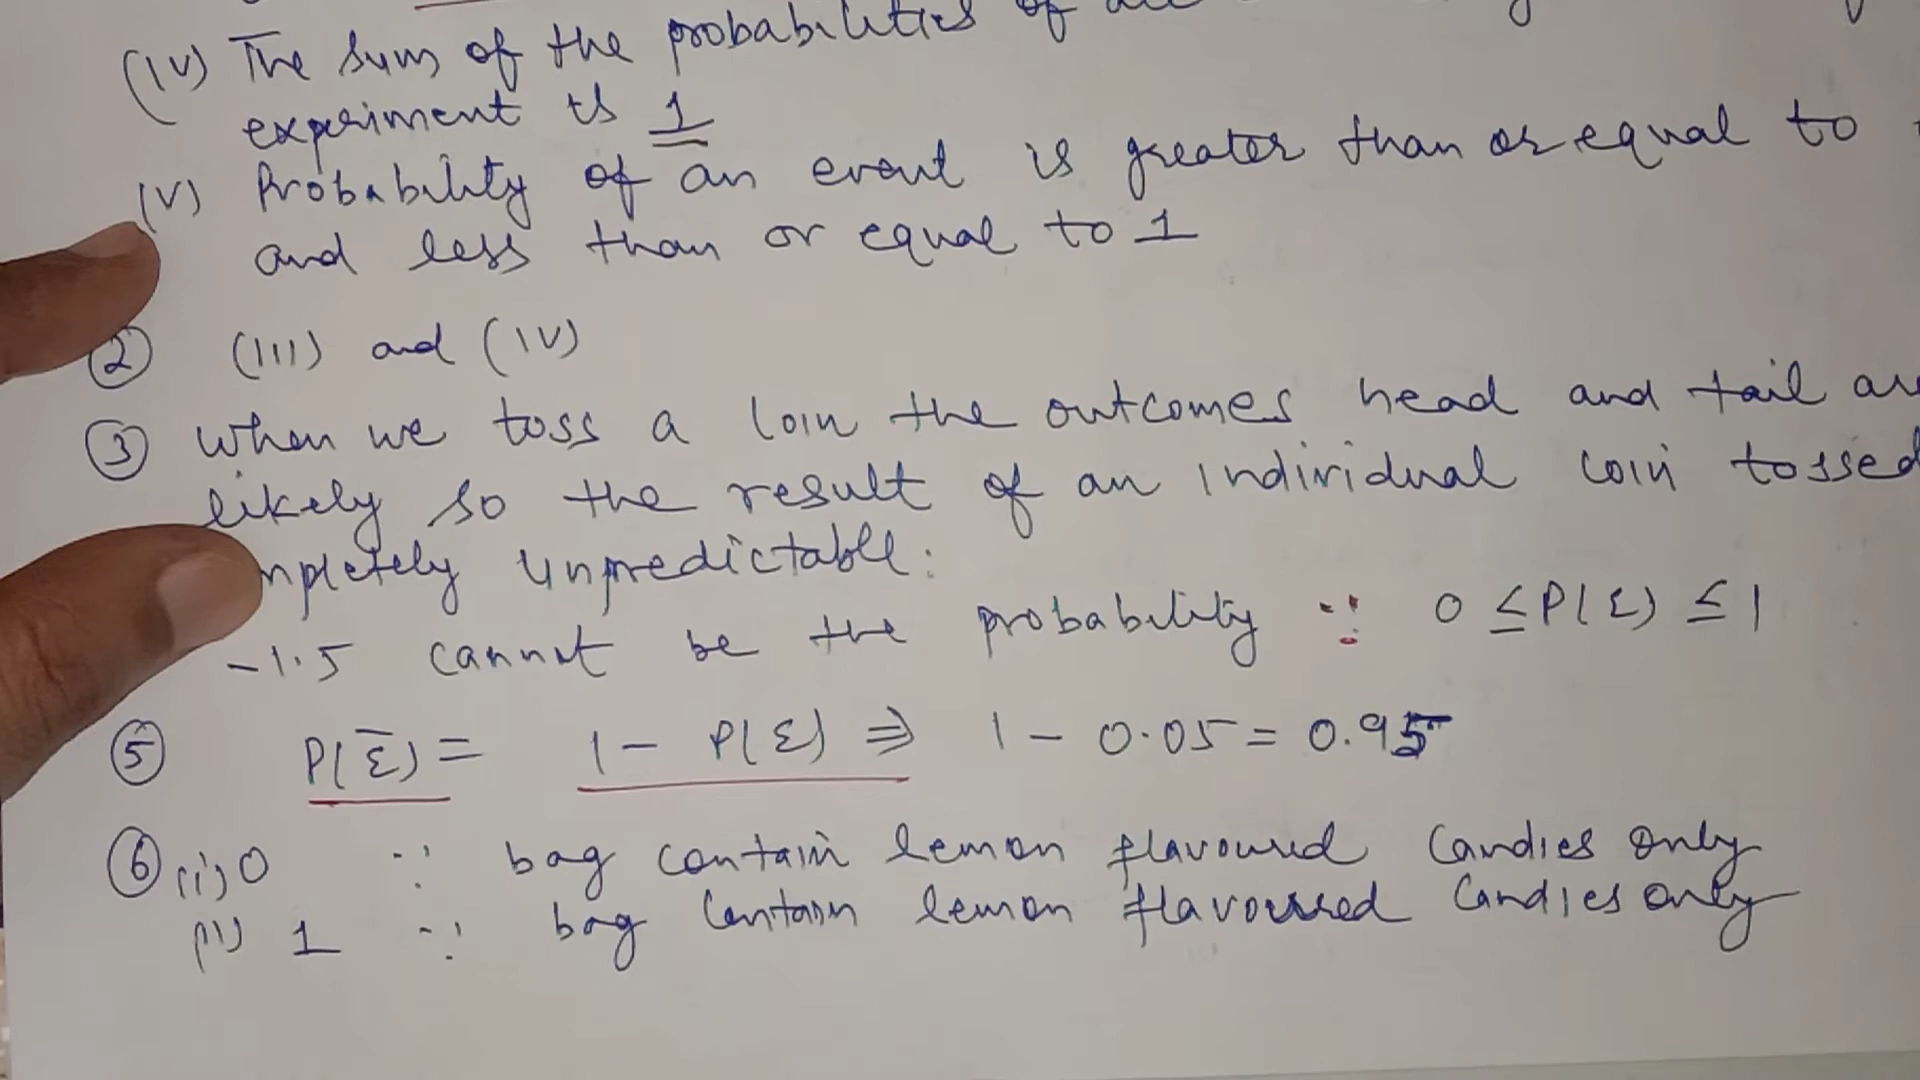 (IV) The sum of the probabilities of
experiment is 1
(V) Probability of an event is greater than or equal to
and less than or equal to 1
(2) (III) and (IV)
(3) When we toss a coin the outcomes head and tail
likely so the result of an individual coin tossed
mpletely unpredictable.
-1.5 cannot be the probability ∵ 0 ≤ P(E) ≤ 1
(5) P(Ē) = 1 - P(E) ⇒ 1 - 0.05 = 0.95
(6) (i) 0 ∵ bag contain lemon flavoured candies only
(ii) 1 ∵ bag contain lemon flavoured candies only